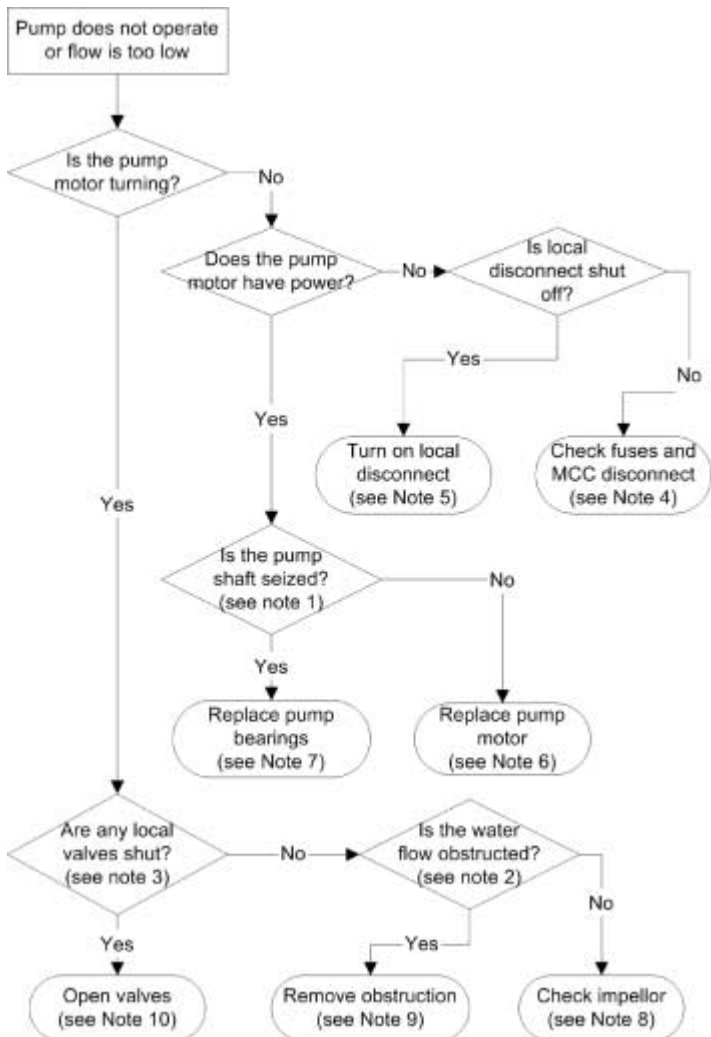 Pump does not operate
or flow is too low
Is the pump
motor turning?
No
Does the pump
motor have power?
No
Is local
disconnect shut
off?
Yes
No
Yes
Turn on local
disconnect
(see Note 5)
Check fuses and
MCC disconnect
(see Note 4)
Yes
Is the pump
shaft seized?
(see note 1)
No
Yes
Replace pump
bearings
(see Note 7)
Replace pump
motor
(see Note 6)
Are any local
valves shut?
(see note 3)
No
Is the water
flow obstructed?
(see note 2)
No
Yes
Yes
Open valves
(see Note 10)
Remove obstruction
(see Note 9)
Check impellor
(see Note 8)